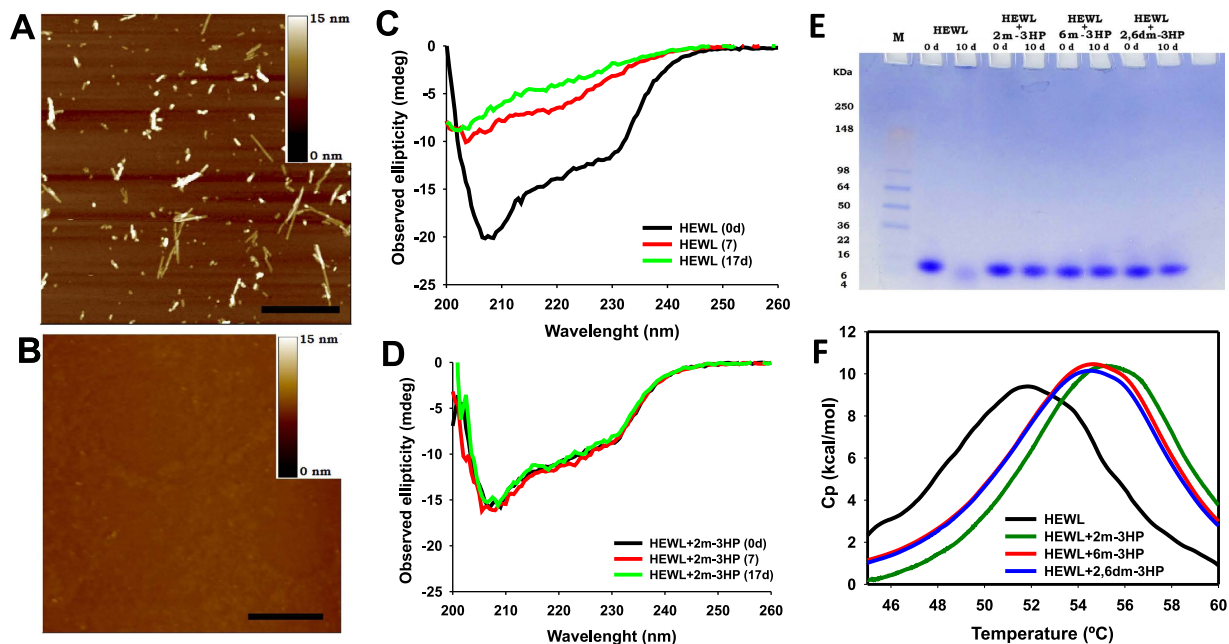 A
15 nm
0 nm
B
15 nm
0 nm
C
Observed ellipticity (mdeg)
0
-5
-10
-15
-20
-25
HEWL (0d)
HEWL (7)
HEWL (17d)
200 210 220 230 240 250 260
Wavelenght (nm)
D
Observed ellipticity (mdeg)
0
-5
-10
-15
-20
-25
HEWL+2m-3HP (0d)
HEWL+2m-3HP (7)
HEWL+2m-3HP (17d)
200 210 220 230 240 250 260
Wavelenght (nm)
E
M
HEWL
0 d 10 d
HEWL
+
2m-3HP
0 d 10 d
HEWL
+
6m-3HP
0 d 10 d
HEWL
+
2,6dm-3HP
0 d 10 d
KDa
250
148
98
64
50
36
22
16
6
4
F
Cp (kcal/mol)
12
10
8
6
4
2
0
HEWL
HEWL+2m-3HP
HEWL+6m-3HP
HEWL+2,6dm-3HP
46 48 50 52 54 56 58 60
Temperature (ºC)